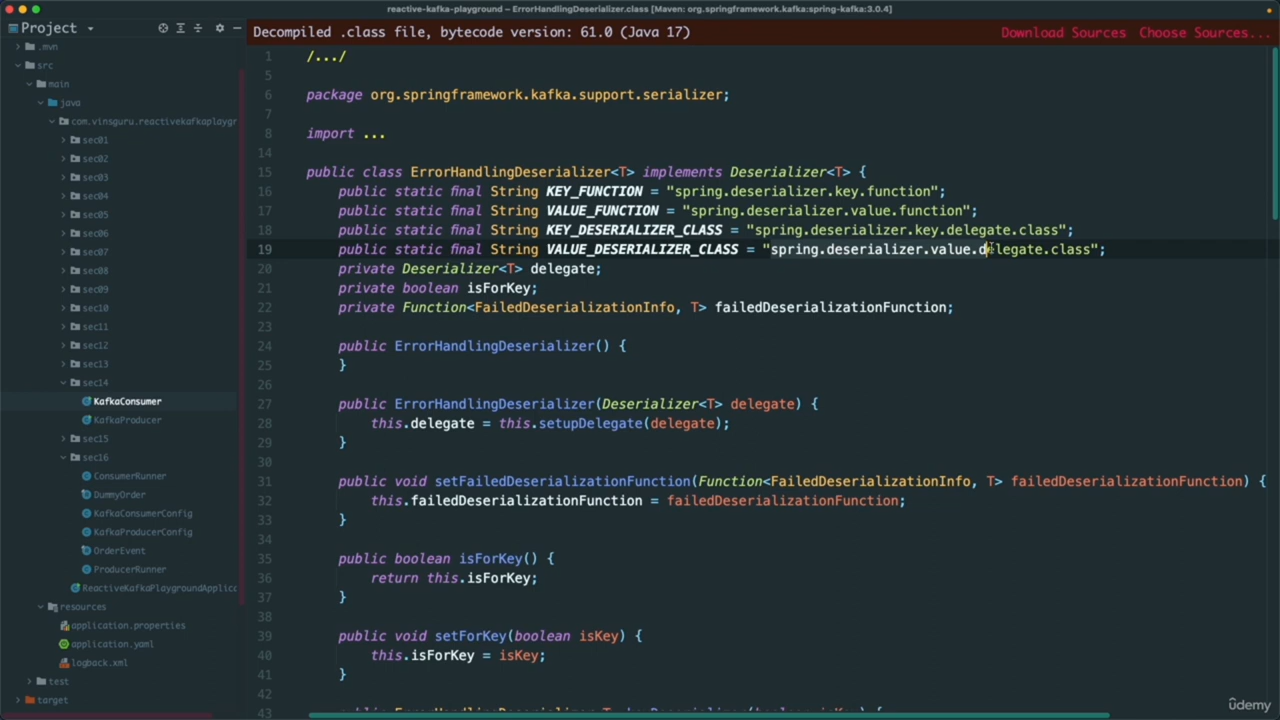 reactive-kafka-playground – ErrorHandlingDeserializer.class [Maven: org.springframework.kafka:spring-kafka:3.0.4]
Project
Decompiled .class file, bytecode version: 61.0 (Java 17)
Download Sources Choose Sources...
.mvn
src
main
java
com.vinsguru.reactivekafkaplaygr
sec01
sec02
sec03
sec04
sec05
sec06
sec07
sec08
sec09
sec10
sec11
sec12
sec13
sec14
KafkaConsumer
KafkaProducer
sec15
sec16
ConsumerRunner
DummyOrder
KafkaConsumerConfig
KafkaProducerConfig
OrderEvent
ProducerRunner
ReactiveKafkaPlaygroundApplic
resources
application.properties
application.yaml
logback.xml
test
target
1 /.../
5
6 package org.springframework.kafka.support.serializer;
7
8 import ...
14
15 public class ErrorHandlingDeserializer<T> implements Deserializer<T> {
16 public static final String KEY_FUNCTION = "spring.deserializer.key.function";
17 public static final String VALUE_FUNCTION = "spring.deserializer.value.function";
18 public static final String KEY_DESERIALIZER_CLASS = "spring.deserializer.key.delegate.class";
19 public static final String VALUE_DESERIALIZER_CLASS = "spring.deserializer.value.delegate.class";
20 private Deserializer<T> delegate;
21 private boolean isForKey;
22 private Function<FailedDeserializationInfo, T> failedDeserializationFunction;
23
24 public ErrorHandlingDeserializer() {
25 }
26
27 public ErrorHandlingDeserializer(Deserializer<T> delegate) {
28 this.delegate = this.setupDelegate(delegate);
29 }
30
31 public void setFailedDeserializationFunction(Function<FailedDeserializationInfo, T> failedDeserializationFunction) {
32 this.failedDeserializationFunction = failedDeserializationFunction;
33 }
34
35 public boolean isForKey() {
36 return this.isForKey;
37 }
38
39 public void setForKey(boolean isKey) {
40 this.isForKey = isKey;
41 }
42
43
udemy